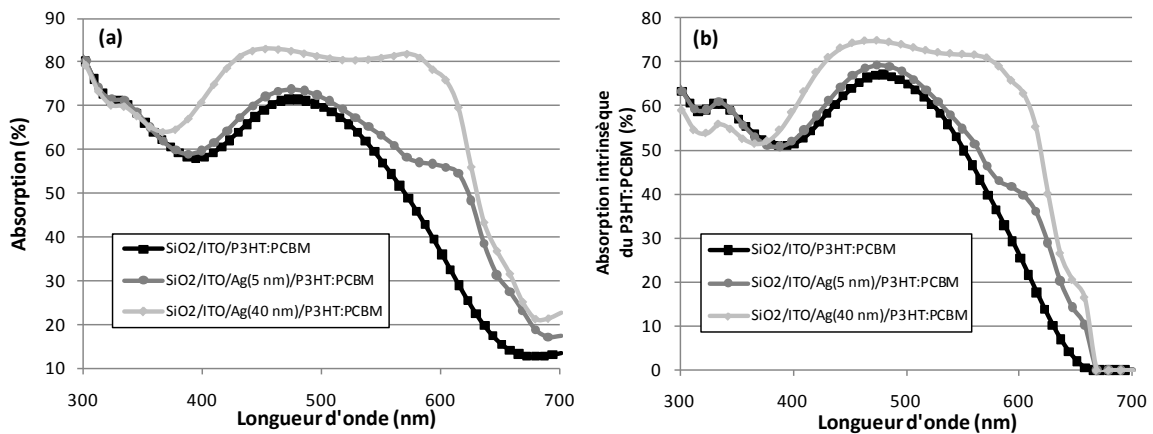 (a)
Absorption (%)
90
80
70
60
50
40
30
20
10
SiO2/ITO/P3HT:PCBM
SiO2/ITO/Ag(5 nm)/P3HT:PCBM
SiO2/ITO/Ag(40 nm)/P3HT:PCBM
300 400 500 600 700
Longueur d'onde (nm)
(b)
Absorption intrinsèque
du P3HT:PCBM (%)
80
70
60
50
40
30
20
10
0
SiO2/ITO/P3HT:PCBM
SiO2/ITO/Ag(5 nm)/P3HT:PCBM
SiO2/ITO/Ag(40 nm)/P3HT:PCBM
300 400 500 600 700
Longueur d'onde (nm)